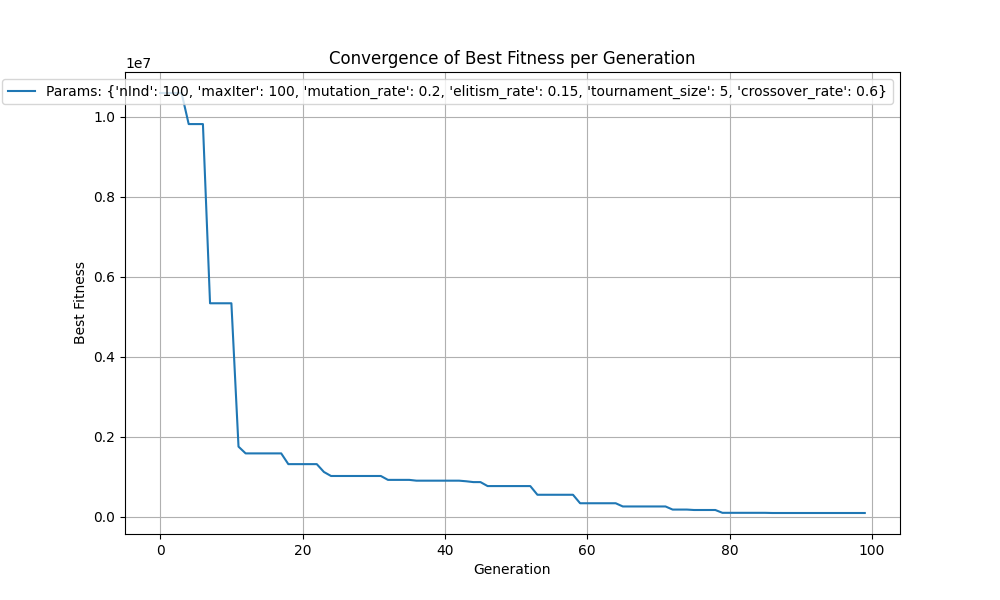 Convergence of Best Fitness per Generation
1e7
Params: {'nInd': 100, 'maxIter': 100, 'mutation_rate': 0.2, 'elitism_rate': 0.15, 'tournament_size': 5, 'crossover_rate': 0.6}
1.0
0.8
0.6
0.4
0.2
0.0
Best Fitness
0 20 40 60 80 100
Generation